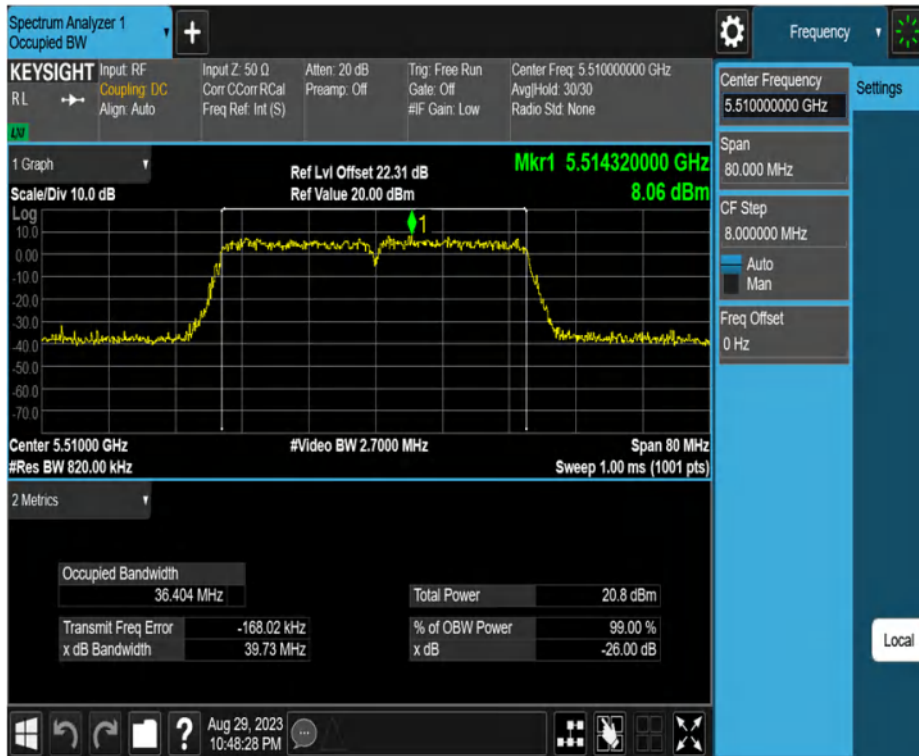 Spectrum Analyzer 1
Occupied BW
+
Frequency
KEYSIGHT
RL
LXI
Input: RF
Coupling: DC
Align: Auto
Input Z: 50 Ω
Corr CCorr RCal
Freq Ref: Int (S)
Atten: 20 dB
Preamp: Off
Trig: Free Run
Gate: Off
#IF Gain: Low
Center Freq: 5.510000000 GHz
Avg|Hold: 30/30
Radio Std: None
Center Frequency
5.510000000 GHz
Settings
Span
80.000 MHz
CF Step
8.000000 MHz
Auto
Man
Freq Offset
0 Hz
Local
1 Graph
Scale/Div 10.0 dB
Ref Lvl Offset 22.31 dB
Ref Value 20.00 dBm
Mkr1 5.514320000 GHz
8.06 dBm
Log
10.0
0.00
-10.0
-20.0
-30.0
-40.0
-50.0
-60.0
-70.0
1
Center 5.51000 GHz
#Res BW 820.00 kHz
#Video BW 2.7000 MHz
Span 80 MHz
Sweep 1.00 ms (1001 pts)
2 Metrics
Occupied Bandwidth
36.404 MHz
Total Power 20.8 dBm
Transmit Freq Error -168.02 kHz
% of OBW Power 99.00 %
x dB Bandwidth 39.73 MHz
x dB -26.00 dB
?
Aug 29, 2023
10:48:28 PM